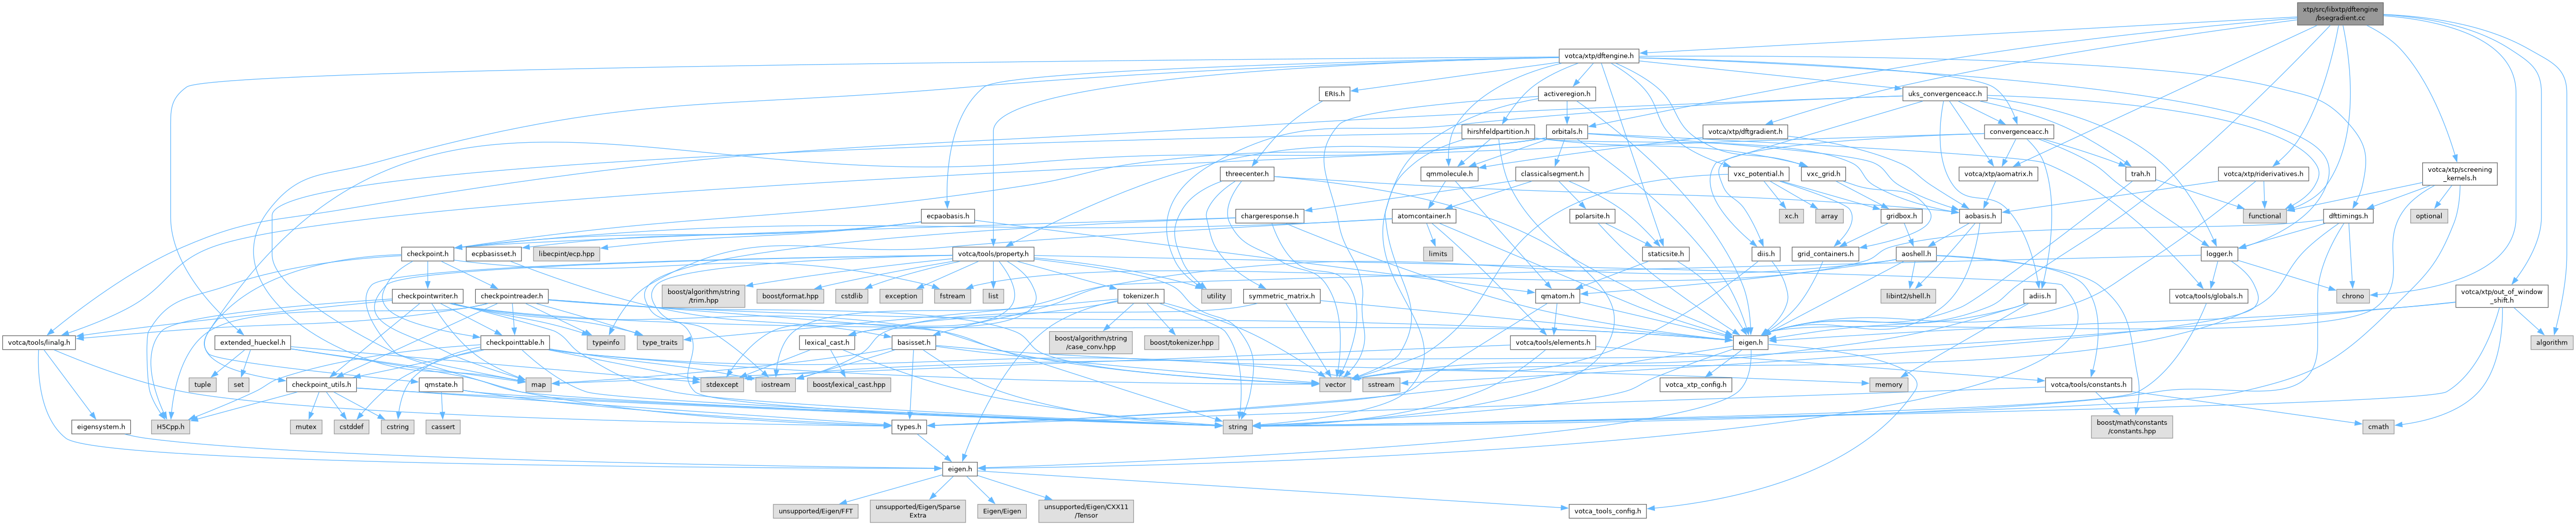 xtp/src/libxtp/dftengine
/bsegradient.cc
votca/xtp/dftengine.h
ERIs.h
activeregion.h
uks_convergenceacc.h
hirshfeldpartition.h
orbitals.h
votca/xtp/dftgradient.h
convergenceacc.h
threecenter.h
qmmolecule.h
classicalsegment.h
vxc_potential.h
vxc_grid.h
votca/xtp/aomatrix.h
trah.h
votca/xtp/riderivatives.h
votca/xtp/screening
_kernels.h
ecpaobasis.h
chargeresponse.h
atomcontainer.h
polarsite.h
xc.h
array
gridbox.h
aobasis.h
functional
dfttimings.h
optional
checkpoint.h
ecpbasisset.h
libecpint/ecp.hpp
votca/tools/property.h
limits
staticsite.h
diis.h
grid_containers.h
aoshell.h
logger.h
checkpointwriter.h
checkpointreader.h
boost/algorithm/string
/trim.hpp
boost/format.hpp
cstdlib
exception
fstream
list
tokenizer.h
utility
symmetric_matrix.h
qmatom.h
libint2/shell.h
adiis.h
votca/tools/globals.h
chrono
votca/xtp/out_of_window
_shift.h
votca/tools/linalg.h
extended_hueckel.h
checkpointtable.h
typeinfo
type_traits
lexical_cast.h
basisset.h
boost/algorithm/string
/case_conv.hpp
boost/tokenizer.hpp
votca/tools/elements.h
eigen.h
algorithm
tuple
set
checkpoint_utils.h
qmstate.h
map
stdexcept
iostream
boost/lexical_cast.hpp
vector
sstream
votca_xtp_config.h
memory
votca/tools/constants.h
eigensystem.h
H5Cpp.h
mutex
cstddef
cstring
cassert
types.h
string
boost/math/constants
/constants.hpp
cmath
eigen.h
unsupported/Eigen/FFT
unsupported/Eigen/Sparse
Extra
Eigen/Eigen
unsupported/Eigen/CXX11
/Tensor
votca_tools_config.h